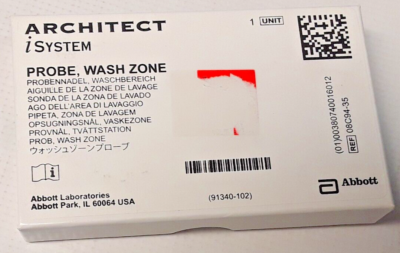 ARCHITECT
i SYSTEM
1 UNIT
PROBE, WASH ZONE
PROBENNADEL, WASCHBEREICH
AIGUILLE DE LA ZONE DE LAVAGE
SONDA DE LA ZONA DE LAVADO
AGO DELL'AREA DI LAVAGGIO
PIPETA, ZONA DE LAVAGEM
OPSUGNINGSNÅL, VASKEZONE
PROVNÅL, TVÄTTSTATION
PROB, WASH ZONE
ウォッシュゾーンプローブ
(01)00380740016012
REF 08C94-35
i
Abbott Laboratories
Abbott Park, IL 60064 USA
(91340-102)
Abbott